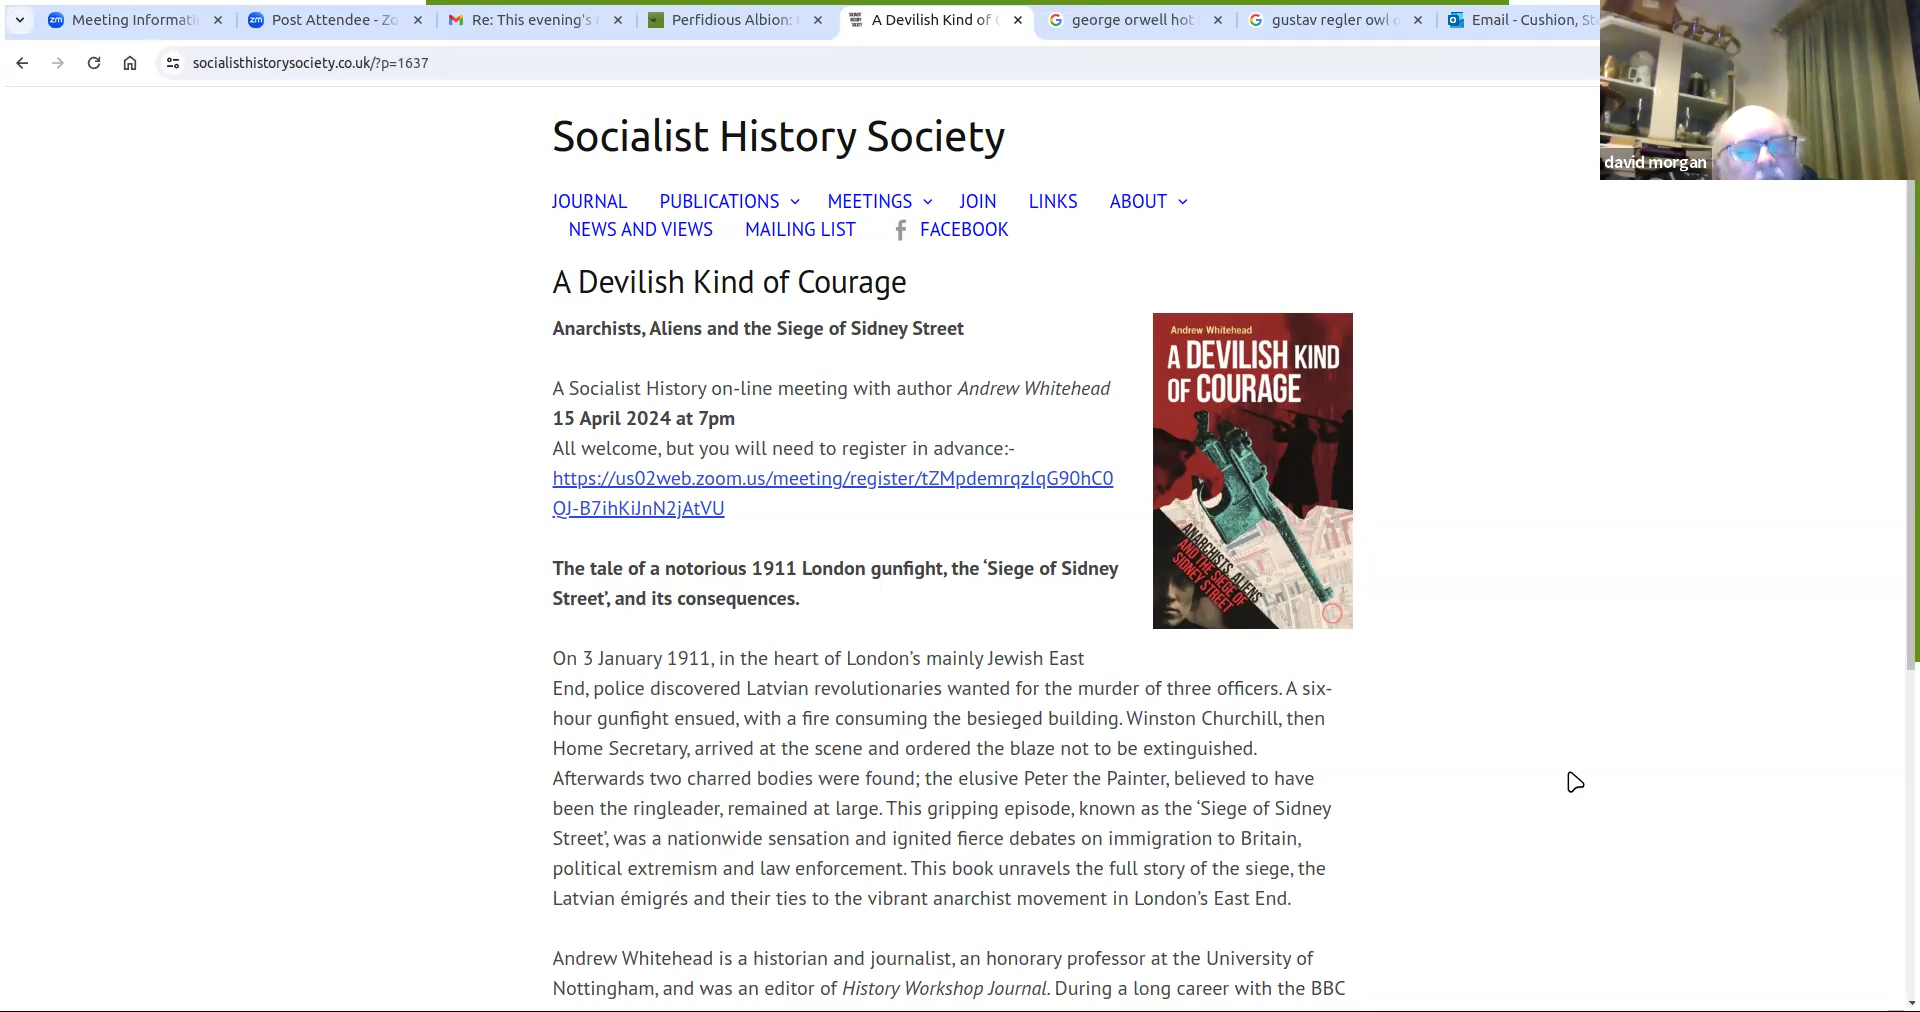 Meeting Informati
Post Attendee - Zo
Re: This evening's
Perfidious Albion:
A Devilish Kind of
george orwell hot
gustav regler owl
Email - Cushion, St
socialisthistorysociety.co.uk/?p=1637
david morgan
Socialist History Society
JOURNAL PUBLICATIONS MEETINGS JOIN LINKS ABOUT
NEWS AND VIEWS MAILING LIST FACEBOOK
A Devilish Kind of Courage
Anarchists, Aliens and the Siege of Sidney Street
A Socialist History on-line meeting with author Andrew Whitehead
15 April 2024 at 7pm
All welcome, but you will need to register in advance:-
https://us02web.zoom.us/meeting/register/tZMpdemrqzIqG90hC0
QJ-B7ihKiJnN2jAtVU
The tale of a notorious 1911 London gunfight, the ‘Siege of Sidney
Street’, and its consequences.
Andrew Whitehead
A DEVILISH KIND
OF COURAGE
ANARCHISTS, ALIENS
AND THE SIEGE OF
SIDNEY STREET
On 3 January 1911, in the heart of London’s mainly Jewish East
End, police discovered Latvian revolutionaries wanted for the murder of three officers. A six-
hour gunfight ensued, with a fire consuming the besieged building. Winston Churchill, then
Home Secretary, arrived at the scene and ordered the blaze not to be extinguished.
Afterwards two charred bodies were found; the elusive Peter the Painter, believed to have
been the ringleader, remained at large. This gripping episode, known as the ‘Siege of Sidney
Street’, was a nationwide sensation and ignited fierce debates on immigration to Britain,
political extremism and law enforcement. This book unravels the full story of the siege, the
Latvian émigrés and their ties to the vibrant anarchist movement in London’s East End.
Andrew Whitehead is a historian and journalist, an honorary professor at the University of
Nottingham, and was an editor of History Workshop Journal. During a long career with the BBC